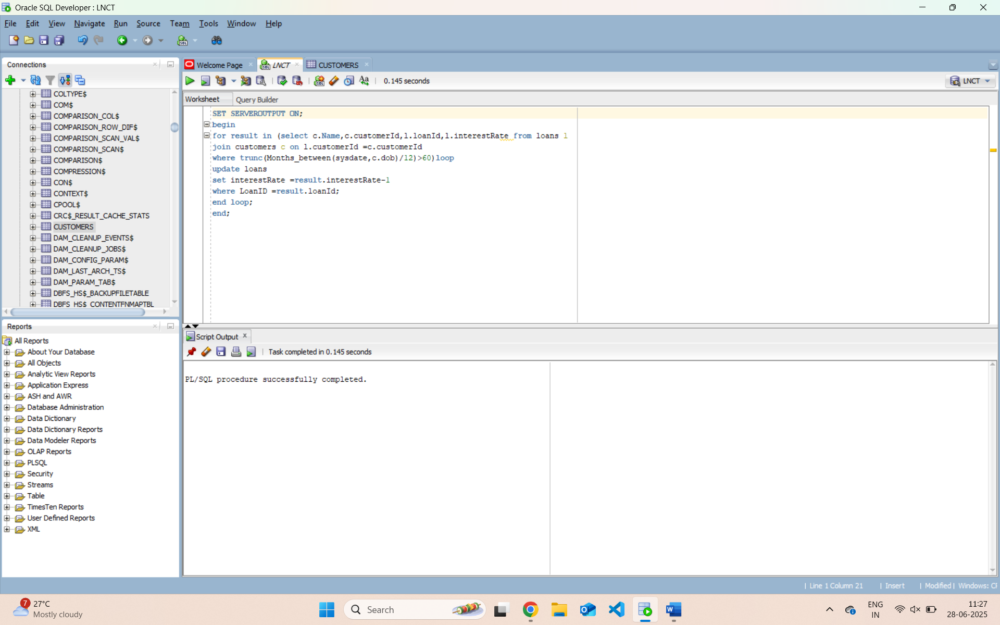 Oracle SQL Developer : LNCT
File Edit View Navigate Run Source Team Tools Window Help
Connections
COLTYPE$
COM$
COMPARISON_COL$
COMPARISON_ROW_DIF$
COMPARISON_SCAN_VAL$
COMPARISON_SCAN$
COMPARISON$
COMPRESSION$
CON$
CONTEXT$
CPOOL$
CRC$_RESULT_CACHE_STATS
CUSTOMERS
DAM_CLEANUP_EVENTS$
DAM_CLEANUP_JOBS$
DAM_CONFIG_PARAM$
DAM_LAST_ARCH_TS$
DAM_PARAM_TAB$
DBFS_HS$_BACKUPFILETABLE
DBFS_HS$_CONTENTFNMAPTBL
Reports
All Reports
About Your Database
All Objects
Analytic View Reports
Application Express
ASH and AWR
Database Administration
Data Dictionary
Data Dictionary Reports
Data Modeler Reports
OLAP Reports
PLSQL
Security
Streams
Table
TimesTen Reports
User Defined Reports
XML
Welcome Page LNCT CUSTOMERS
0.145 seconds
LNCT
Worksheet Query Builder
SET SERVEROUTPUT ON;
begin
for result in (select c.Name,c.customerId,l.loanId,l.interestRate from loans l
join customers c on l.customerId =c.customerId
where trunc(Months_between(sysdate,c.dob)/12)>60)loop
update loans
set interestRate =result.interestRate-1
where LoanID =result.loanId;
end loop;
end;
Script Output
Task completed in 0.145 seconds
PL/SQL procedure successfully completed.
Line 1 Column 21 | Insert | Modified | Windows: CF
7
27°C
Mostly cloudy
Search
ENG
IN
11:27
28-06-2025